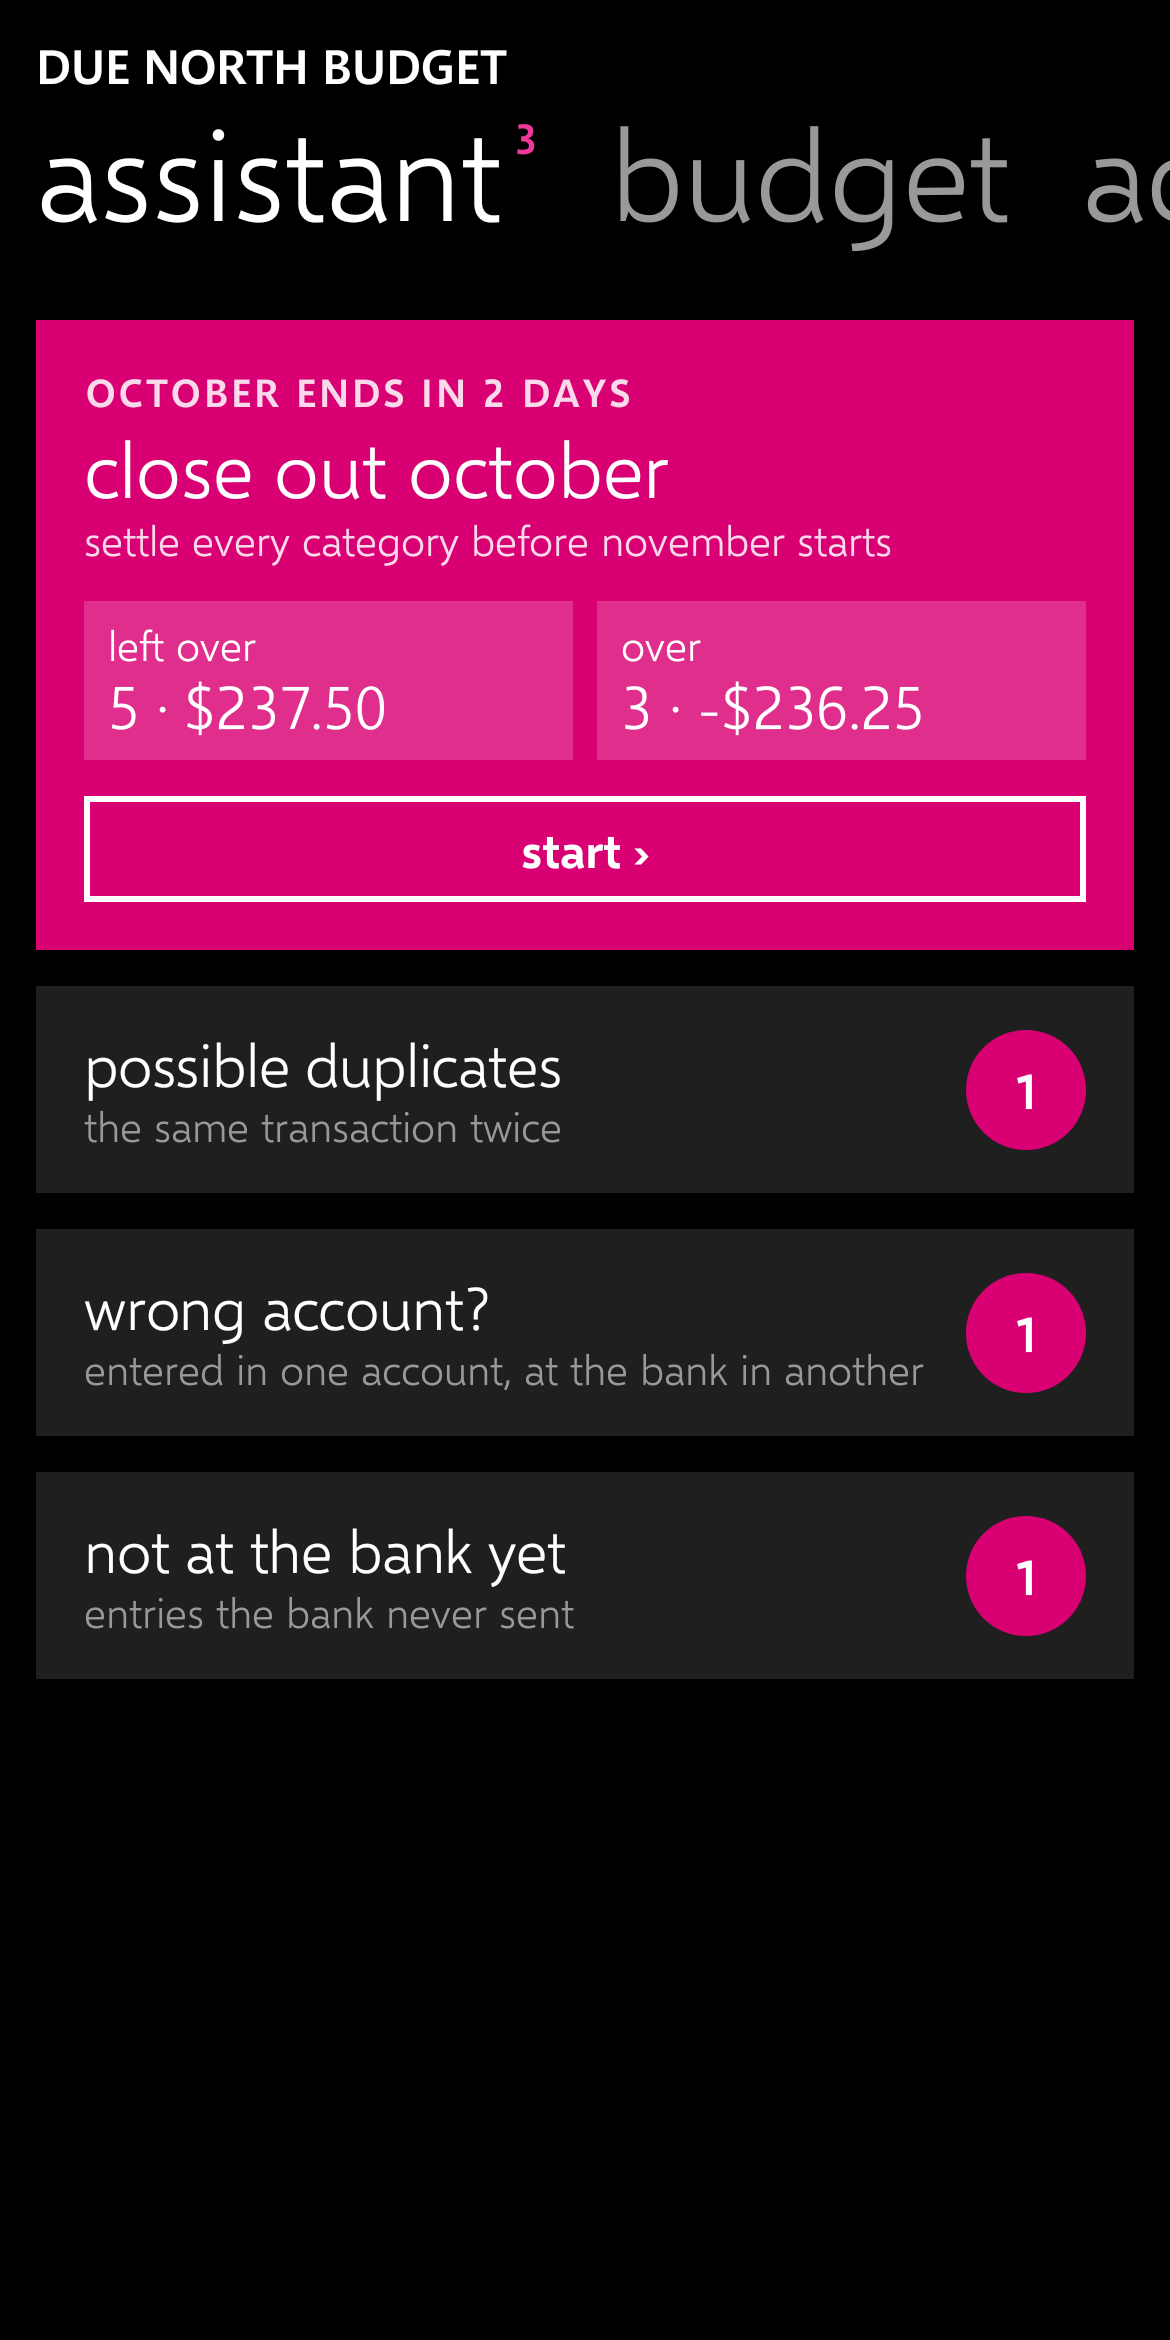 DUE NORTH BUDGET
assistant 3 budget ac
OCTOBER ENDS IN 2 DAYS
close out october
settle every category before november starts
left over
5 · $237.50
over
3 · -$236.25
start ›
possible duplicates
the same transaction twice
1
wrong account?
entered in one account, at the bank in another
1
not at the bank yet
entries the bank never sent
1